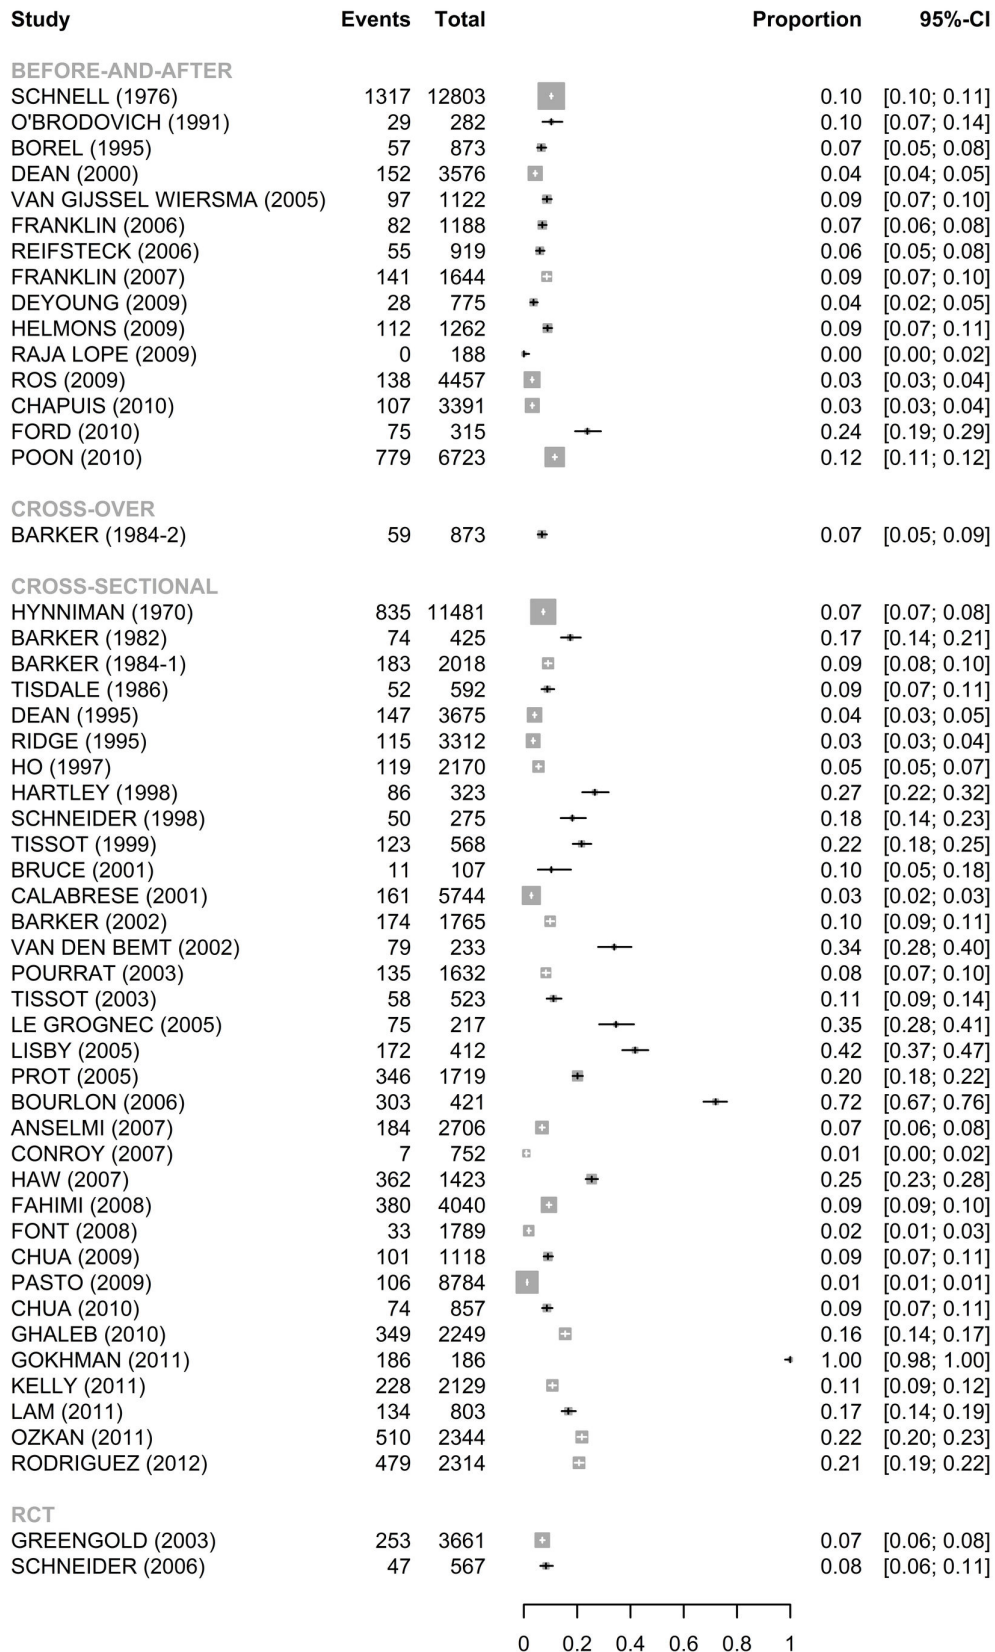 Study Events Total Proportion 95%-CI
BEFORE-AND-AFTER
SCHNELL (1976) 1317 12803 0.10 [0.10; 0.11]
O'BRODOVICH (1991) 29 282 0.10 [0.07; 0.14]
BOREL (1995) 57 873 0.07 [0.05; 0.08]
DEAN (2000) 152 3576 0.04 [0.04; 0.05]
VAN GIJSSEL WIERSMA (2005) 97 1122 0.09 [0.07; 0.10]
FRANKLIN (2006) 82 1188 0.07 [0.06; 0.08]
REIFSTECK (2006) 55 919 0.06 [0.05; 0.08]
FRANKLIN (2007) 141 1644 0.09 [0.07; 0.10]
DEYOUNG (2009) 28 775 0.04 [0.02; 0.05]
HELMONS (2009) 112 1262 0.09 [0.07; 0.11]
RAJA LOPE (2009) 0 188 0.00 [0.00; 0.02]
ROS (2009) 138 4457 0.03 [0.03; 0.04]
CHAPUIS (2010) 107 3391 0.03 [0.03; 0.04]
FORD (2010) 75 315 0.24 [0.19; 0.29]
POON (2010) 779 6723 0.12 [0.11; 0.12]
CROSS-OVER
BARKER (1984-2) 59 873 0.07 [0.05; 0.09]
CROSS-SECTIONAL
HYNNIMAN (1970) 835 11481 0.07 [0.07; 0.08]
BARKER (1982) 74 425 0.17 [0.14; 0.21]
BARKER (1984-1) 183 2018 0.09 [0.08; 0.10]
TISDALE (1986) 52 592 0.09 [0.07; 0.11]
DEAN (1995) 147 3675 0.04 [0.03; 0.05]
RIDGE (1995) 115 3312 0.03 [0.03; 0.04]
HO (1997) 119 2170 0.05 [0.05; 0.07]
HARTLEY (1998) 86 323 0.27 [0.22; 0.32]
SCHNEIDER (1998) 50 275 0.18 [0.14; 0.23]
TISSOT (1999) 123 568 0.22 [0.18; 0.25]
BRUCE (2001) 11 107 0.10 [0.05; 0.18]
CALABRESE (2001) 161 5744 0.03 [0.02; 0.03]
BARKER (2002) 174 1765 0.10 [0.09; 0.11]
VAN DEN BEMT (2002) 79 233 0.34 [0.28; 0.40]
POURRAT (2003) 135 1632 0.08 [0.07; 0.10]
TISSOT (2003) 58 523 0.11 [0.09; 0.14]
LE GROGNEC (2005) 75 217 0.35 [0.28; 0.41]
LISBY (2005) 172 412 0.42 [0.37; 0.47]
PROT (2005) 346 1719 0.20 [0.18; 0.22]
BOURLON (2006) 303 421 0.72 [0.67; 0.76]
ANSELMI (2007) 184 2706 0.07 [0.06; 0.08]
CONROY (2007) 7 752 0.01 [0.00; 0.02]
HAW (2007) 362 1423 0.25 [0.23; 0.28]
FAHIMI (2008) 380 4040 0.09 [0.09; 0.10]
FONT (2008) 33 1789 0.02 [0.01; 0.03]
CHUA (2009) 101 1118 0.09 [0.07; 0.11]
PASTO (2009) 106 8784 0.01 [0.01; 0.01]
CHUA (2010) 74 857 0.09 [0.07; 0.11]
GHALEB (2010) 349 2249 0.16 [0.14; 0.17]
GOKHMAN (2011) 186 186 1.00 [0.98; 1.00]
KELLY (2011) 228 2129 0.11 [0.09; 0.12]
LAM (2011) 134 803 0.17 [0.14; 0.19]
OZKAN (2011) 510 2344 0.22 [0.20; 0.23]
RODRIGUEZ (2012) 479 2314 0.21 [0.19; 0.22]
RCT
GREENGOLD (2003) 253 3661 0.07 [0.06; 0.08]
SCHNEIDER (2006) 47 567 0.08 [0.06; 0.11]
0 0.2 0.4 0.6 0.8 1